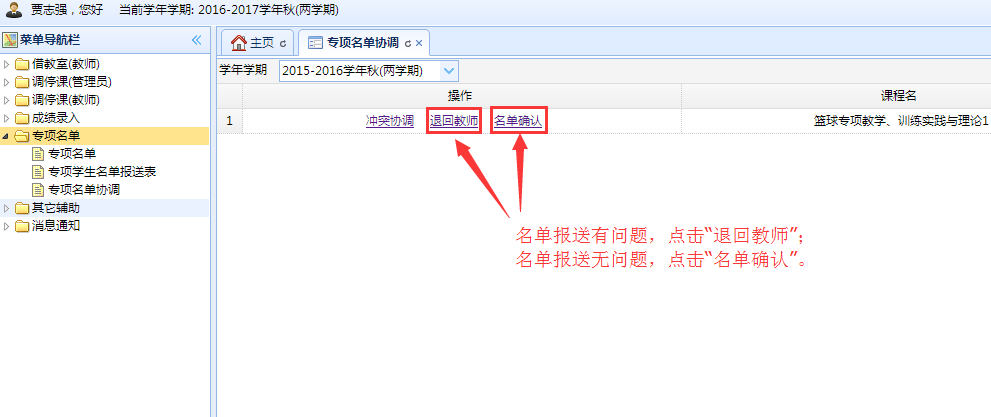 贾志强，您好 当前学年学期: 2016-2017学年秋(两学期)
菜单导航栏
主页 专项名单协调
借教室(教师)
调停课(管理员)
调停课(教师)
成绩录入
专项名单
专项名单
专项学生名单报送表
专项名单协调
其它辅助
消息通知
学年学期 2015-2016学年秋(两学期)
操作 课程名
1 冲突协调 退回教师 名单确认 篮球专项教学、训练实践与理论1
名单报送有问题，点击“退回教师”；
名单报送无问题，点击“名单确认”。